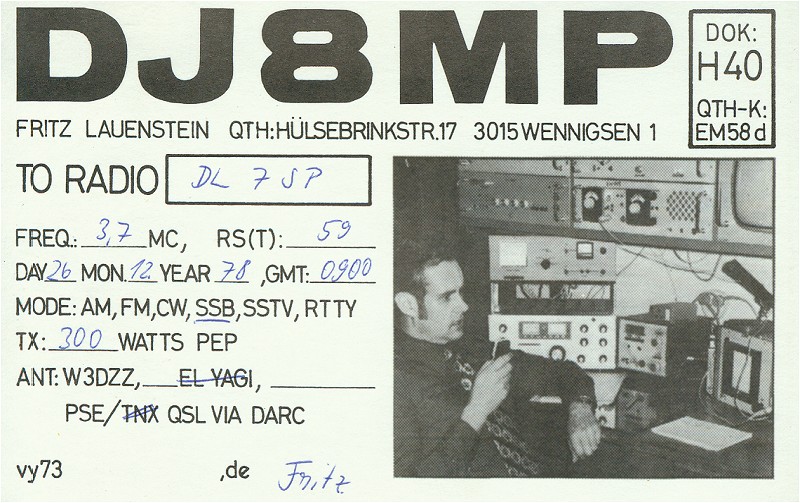 DJ8MP
DOK:
H40
QTH-K:
EM58d
FRITZ LAUENSTEIN QTH:HÜLSEBRINKSTR.17 3015 WENNIGSEN 1
TO RADIO DL 7 SP
FREQ.: 3,7 MC, RS(T): 59
DAY 26 MON. 12. YEAR 78 ,GMT: 0900
MODE: AM, FM, CW, SSB, SSTV, RTTY
TX: 300 WATTS PEP
ANT: W3DZZ, EL YAGI,
PSE/TNX QSL VIA DARC
vy73 ,de Fritz